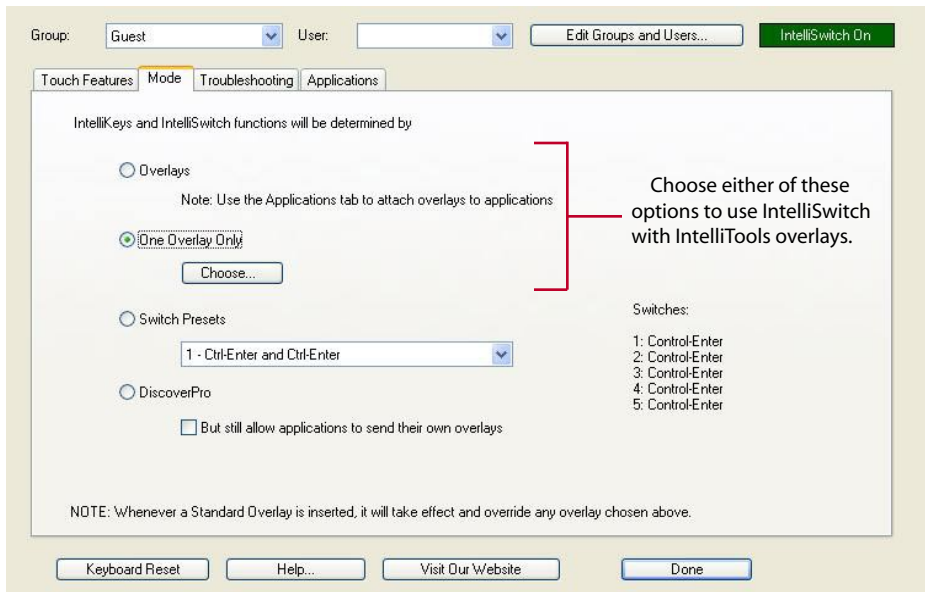 Group: Guest User: Edit Groups and Users... IntelliSwitch On
Touch Features Mode Troubleshooting Applications
IntelliKeys and IntelliSwitch functions will be determined by
Overlays
Note: Use the Applications tab to attach overlays to applications
One Overlay Only
Choose...
Choose either of these
options to use IntelliSwitch
with IntelliTools overlays.
Switch Presets
1 - Ctrl-Enter and Ctrl-Enter
DiscoverPro
But still allow applications to send their own overlays
Switches:
1: Control-Enter
2: Control-Enter
3: Control-Enter
4: Control-Enter
5: Control-Enter
NOTE: Whenever a Standard Overlay is inserted, it will take effect and override any overlay chosen above.
Keyboard Reset Help... Visit Our Website Done